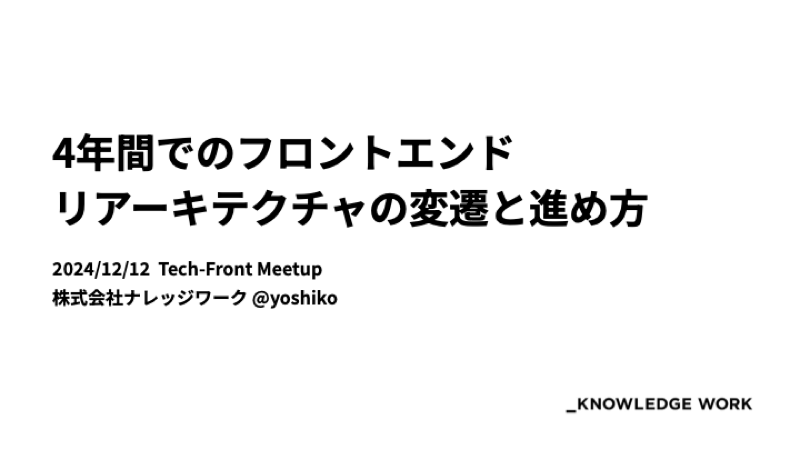 4年間でのフロントエンド
リアーキテクチャの変遷と進め方
2024/12/12 Tech-Front Meetup
株式会社ナレッジワーク @yoshiko
_KNOWLEDGE WORK